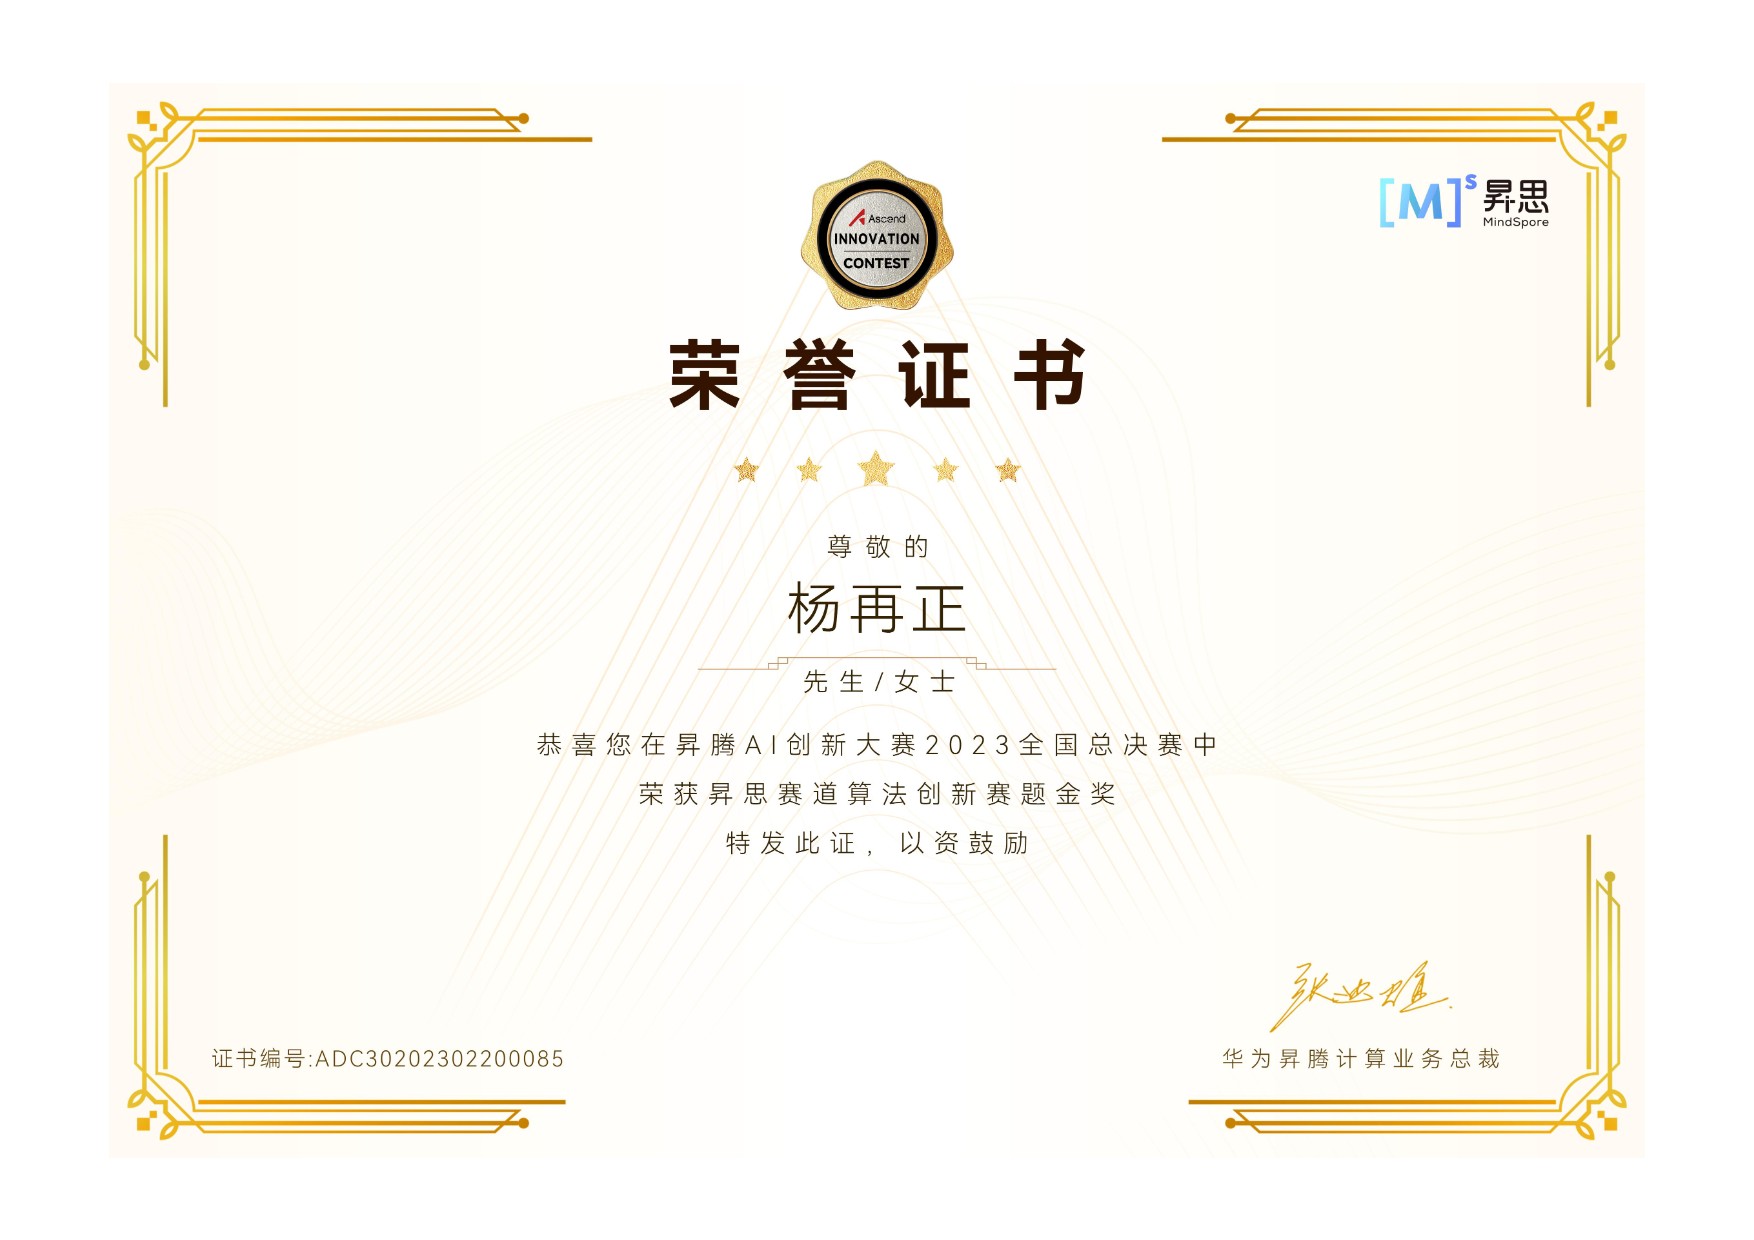 Ascend
INNOVATION
CONTEST
[M]s 昇思
MindSpore
荣誉证书
尊敬的
杨再正
先生/女士
恭喜您在昇腾AI创新大赛2023全国总决赛中
荣获昇思赛道算法创新赛题金奖
特发此证，以资鼓励
张迪煊
证书编号:ADC30202302200085
华为昇腾计算业务总裁